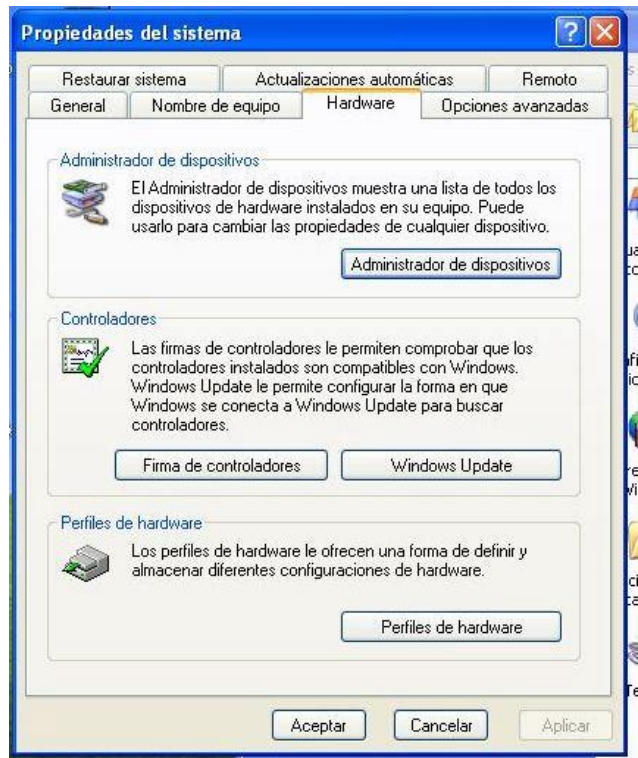 Propiedades del sistema
Restaurar sistema
Actualizaciones automáticas
Remoto
General
Nombre de equipo
Hardware
Opciones avanzadas
Administrador de dispositivos
El Administrador de dispositivos muestra una lista de todos los
dispositivos de hardware instalados en su equipo. Puede
usarlo para cambiar las propiedades de cualquier dispositivo.
Administrador de dispositivos
Controladores
Las firmas de controladores le permiten comprobar que los
controladores instalados son compatibles con Windows.
Windows Update le permite configurar la forma en que
Windows se conecta a Windows Update para buscar
controladores.
Firma de controladores
Windows Update
Perfiles de hardware
Los perfiles de hardware le ofrecen una forma de definir y
almacenar diferentes configuraciones de hardware.
Perfiles de hardware
Aceptar
Cancelar
Aplicar